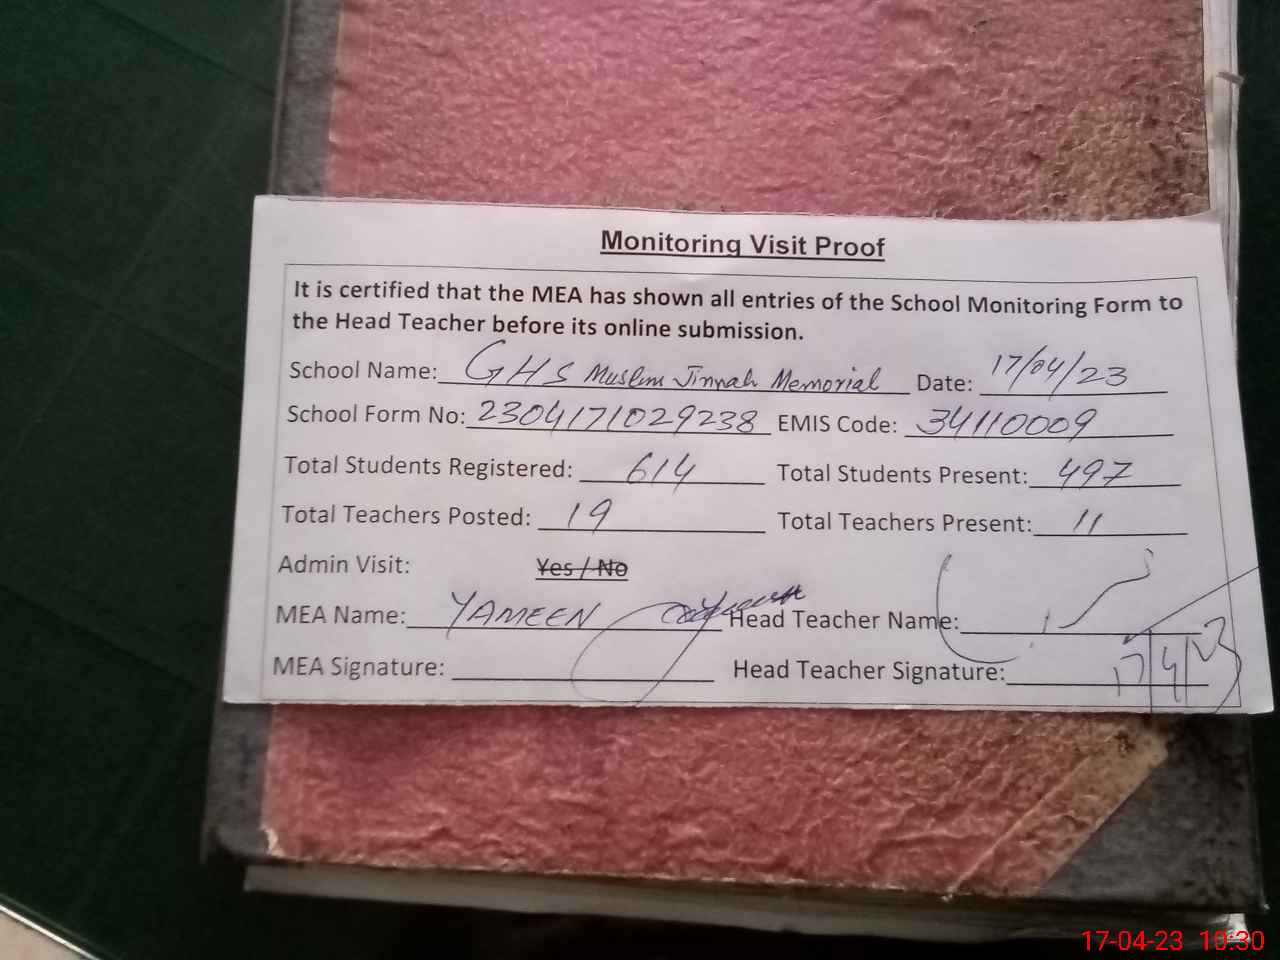 Monitoring Visit Proof
It is certified that the MEA has shown all entries of the School Monitoring Form to
the Head Teacher before its online submission.
School Name: GHS Muslim Jinnah Memorial Date: 17/04/23
School Form No: 2304171029238 EMIS Code: 34110009
Total Students Registered: 614 Total Students Present: 497
Total Teachers Posted: 19 Total Teachers Present: 11
Admin Visit: Yes / No
MEA Name: YAMEEN Head Teacher Name:
MEA Signature: Head Teacher Signature: 17/4/23
17-04-23 10:30